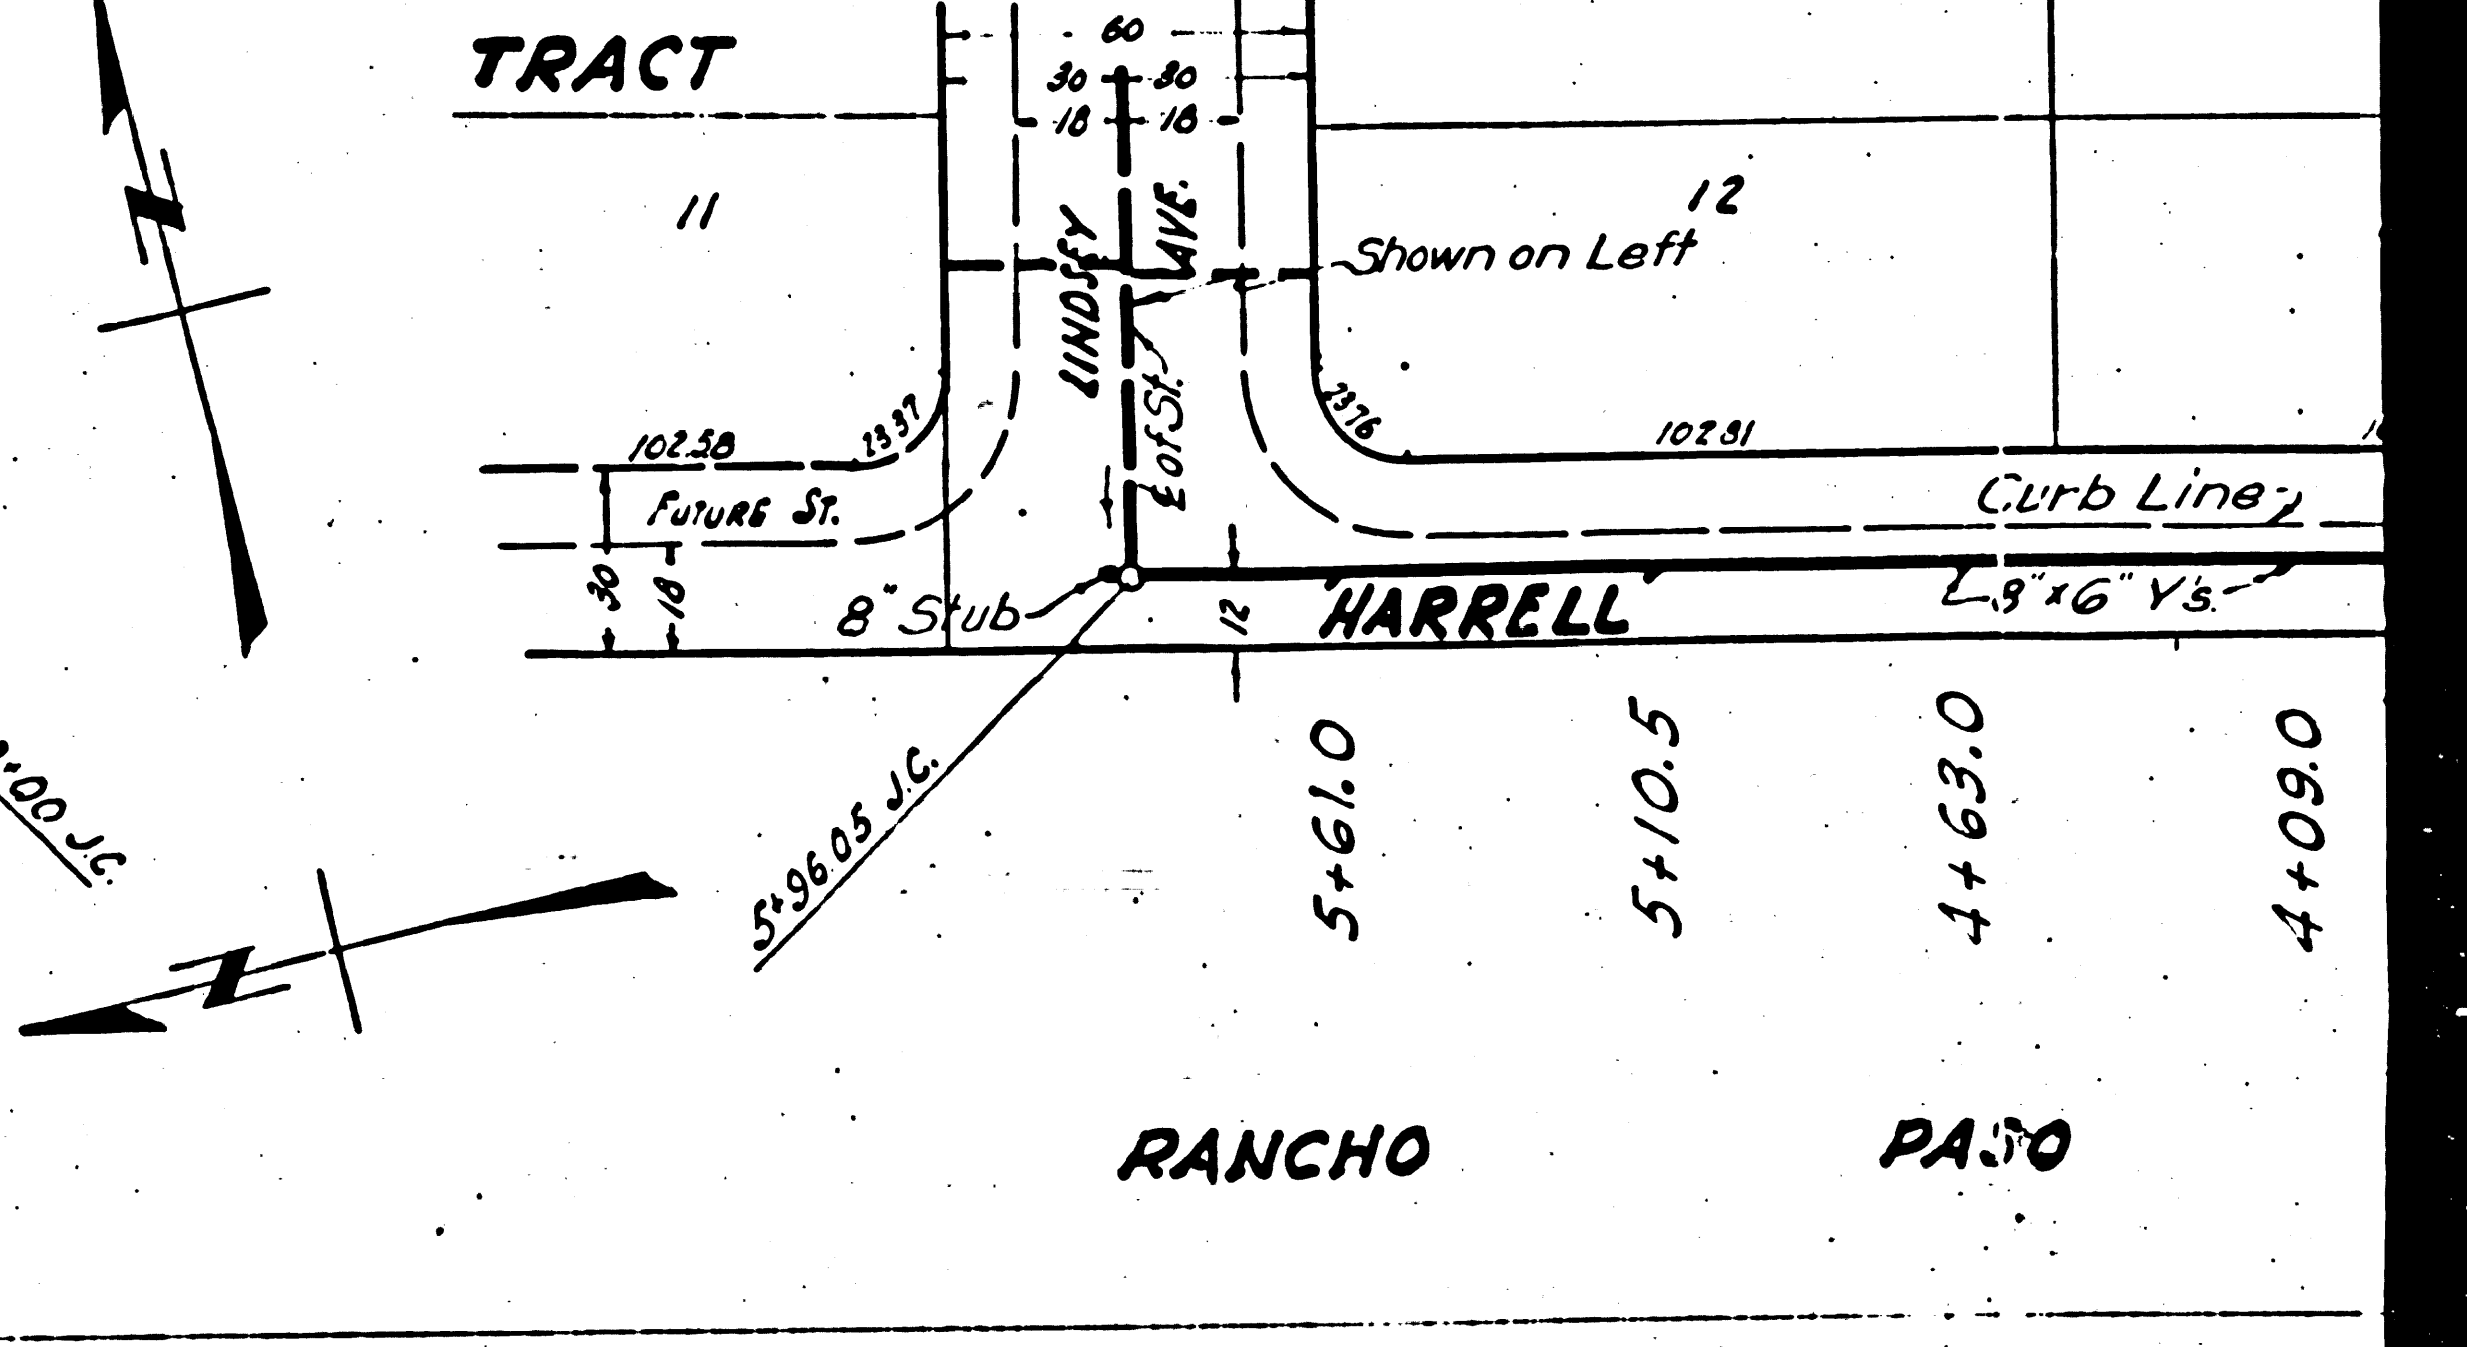 TRACT
60
30 30
18 18
11
12
LINDSEY AVE.
Shown on Left
℄ of St.
23 37
23 76
102.58
102 81
FUTURE ST.
Curb Line
30
18
8" Stub
12
HARRELL
8" x 6" Y's.
+00 J.C.
5+96.05 J.C.
5+61.0
5+10.5
4+63.0
4+09.0
N
N
RANCHO PASO